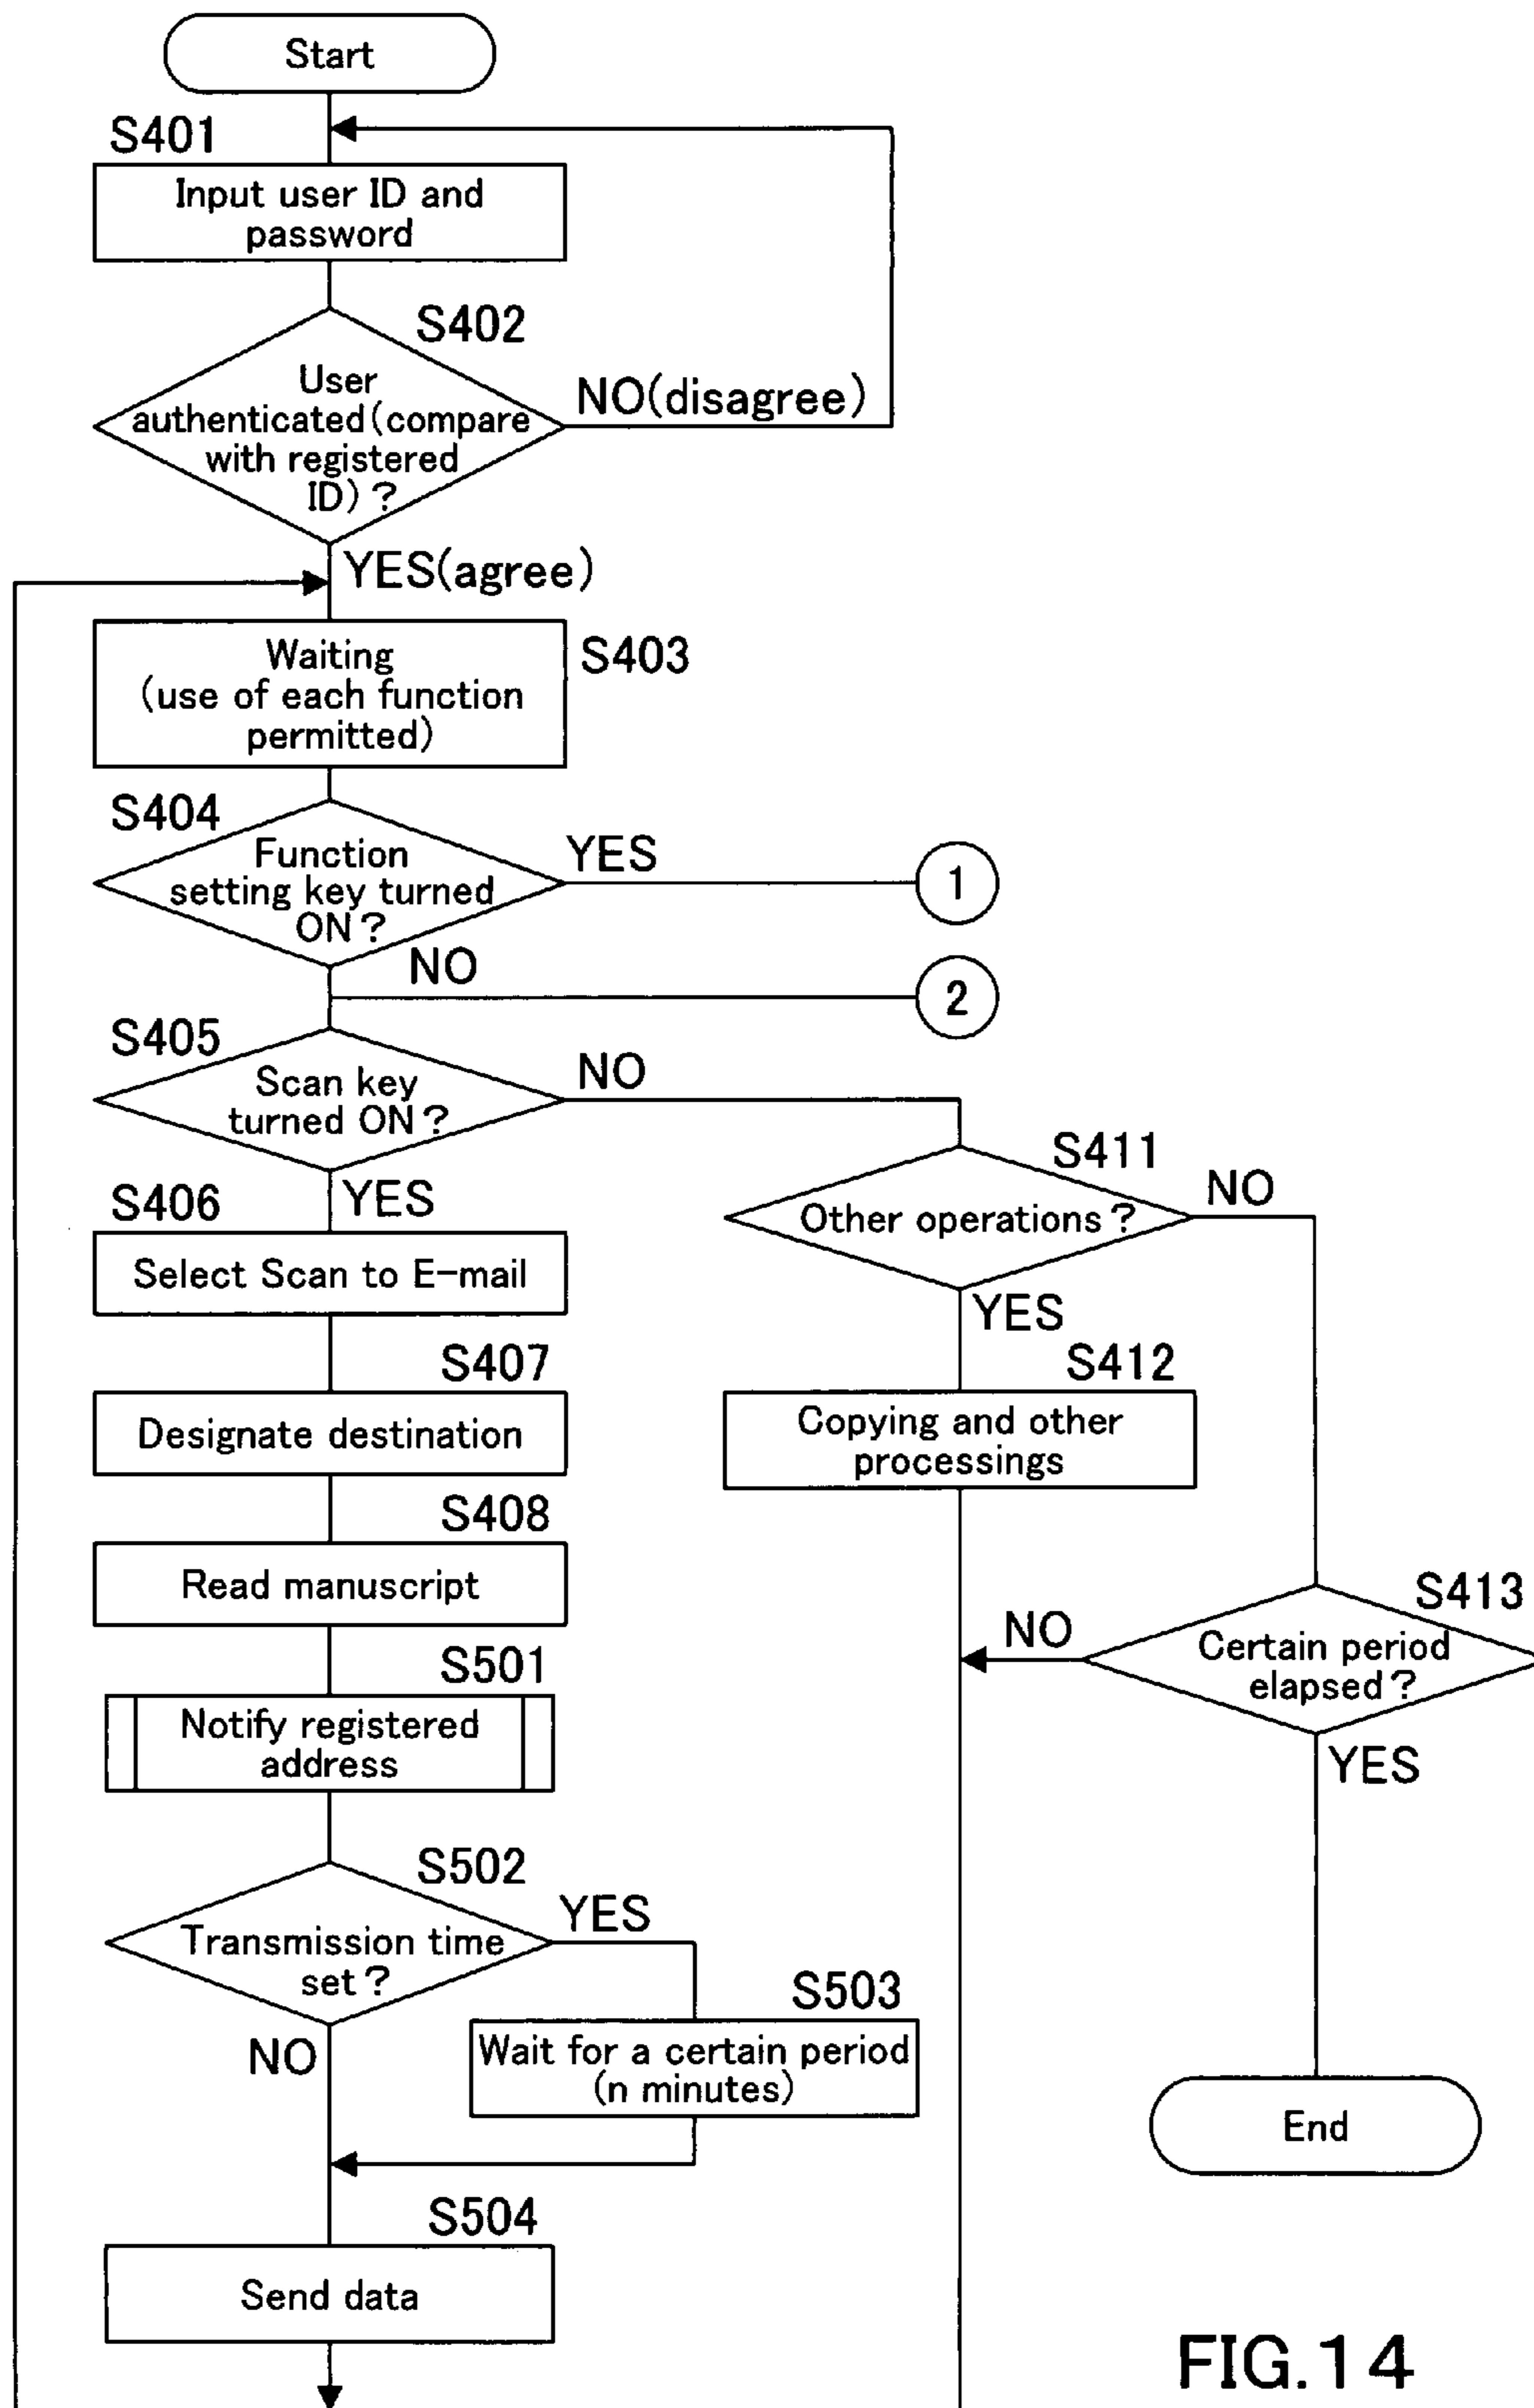 Start
S401
Input user ID and
password
S402
User
authenticated(compare
with registered
ID)?
NO(disagree)
YES(agree)
Waiting
(use of each function
permitted)
S403
S404
Function
setting key turned
ON?
YES
1
NO
2
S405
Scan key
turned ON?
NO
YES
S406
Select Scan to E-mail
S407
Designate destination
S408
Read manuscript
S501
Notify registered
address
S502
Transmission time
set?
YES
S503
Wait for a certain period
(n minutes)
NO
S504
Send data
S411
Other operations?
NO
YES
S412
Copying and other
processings
S413
Certain period
elapsed?
NO
YES
End
FIG.14